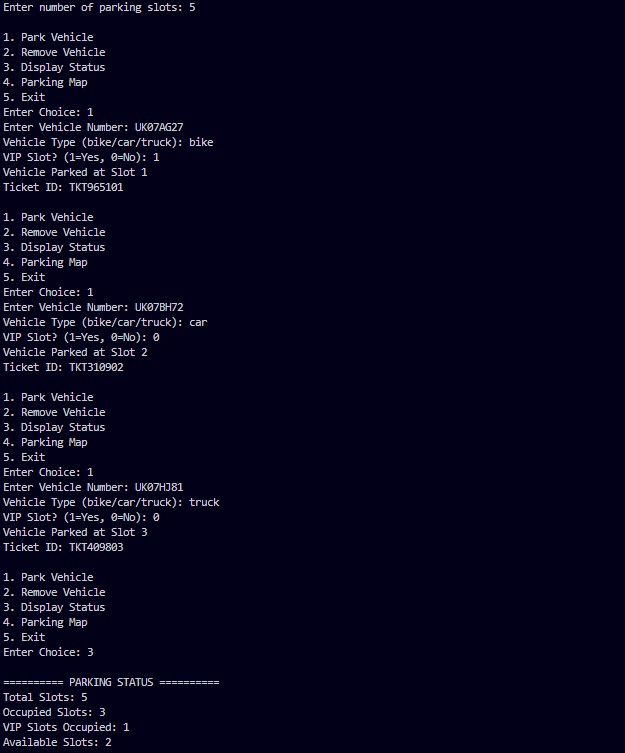 Enter number of parking slots: 5
1. Park Vehicle
2. Remove Vehicle
3. Display Status
4. Parking Map
5. Exit
Enter Choice: 1
Enter Vehicle Number: UK07AG27
Vehicle Type (bike/car/truck): bike
VIP Slot? (1=Yes, 0=No): 1
Vehicle Parked at Slot 1
Ticket ID: TKT965101
1. Park Vehicle
2. Remove Vehicle
3. Display Status
4. Parking Map
5. Exit
Enter Choice: 1
Enter Vehicle Number: UK07BH72
Vehicle Type (bike/car/truck): car
VIP Slot? (1=Yes, 0=No): 0
Vehicle Parked at Slot 2
Ticket ID: TKT310902
1. Park Vehicle
2. Remove Vehicle
3. Display Status
4. Parking Map
5. Exit
Enter Choice: 1
Enter Vehicle Number: UK07HJ81
Vehicle Type (bike/car/truck): truck
VIP Slot? (1=Yes, 0=No): 0
Vehicle Parked at Slot 3
Ticket ID: TKT409803
1. Park Vehicle
2. Remove Vehicle
3. Display Status
4. Parking Map
5. Exit
Enter Choice: 3
========== PARKING STATUS ==========
Total Slots: 5
Occupied Slots: 3
VIP Slots Occupied: 1
Available Slots: 2